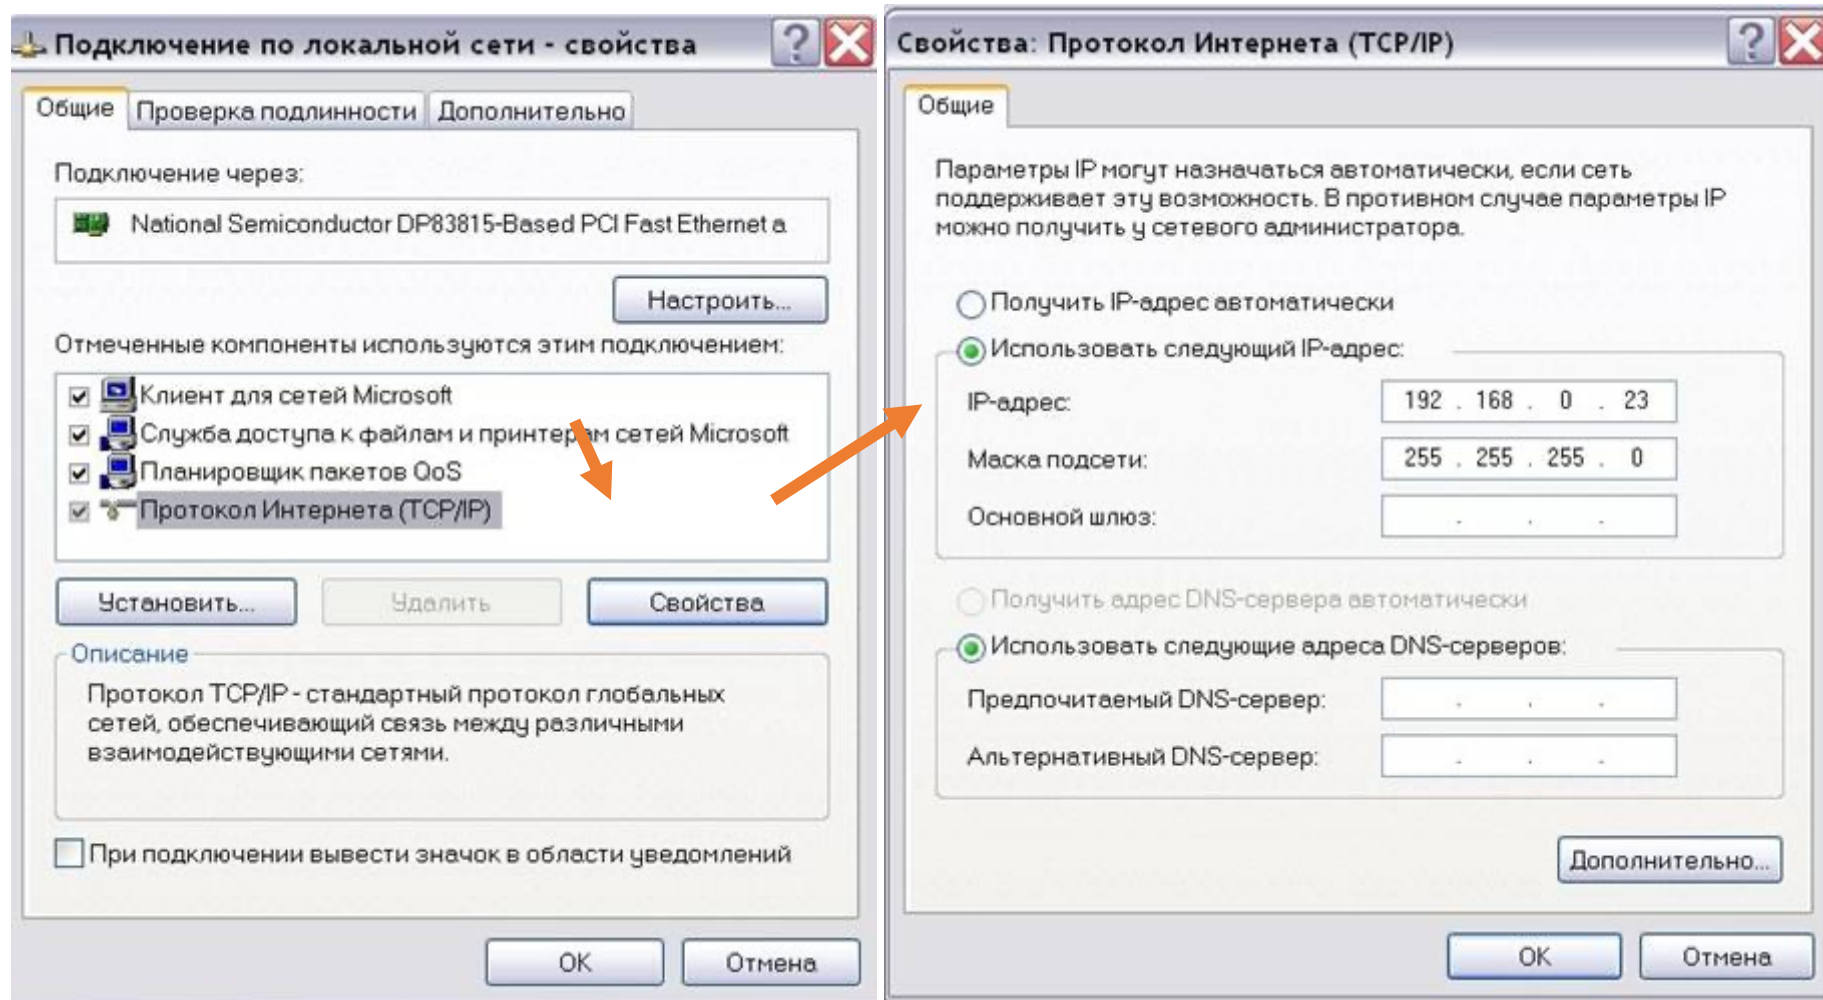 Подключение по локальной сети - свойства
Общие
Проверка подлинности
Дополнительно
Подключение через:
National Semiconductor DP83815-Based PCI Fast Ethernet a
Настроить...
Отмеченные компоненты используются этим подключением:
Клиент для сетей Microsoft
Служба доступа к файлам и принтерам сетей Microsoft
Планировщик пакетов QoS
Протокол Интернета (TCP/IP)
Установить...
Удалить
Свойства
Описание
Протокол TCP/IP - стандартный протокол глобальных
сетей, обеспечивающий связь между различными
взаимодействующими сетями.
При подключении вывести значок в области уведомлений
ОК
Отмена
Свойства: Протокол Интернета (TCP/IP)
Общие
Параметры IP могут назначаться автоматически, если сеть
поддерживает эту возможность. В противном случае параметры IP
можно получить у сетевого администратора.
Получить IP-адрес автоматически
Использовать следующий IP-адрес:
IP-адрес:
192 . 168 . 0 . 23
Маска подсети:
255 . 255 . 255 . 0
Основной шлюз:
. . .
Получить адрес DNS-сервера автоматически
Использовать следующие адреса DNS-серверов:
Предпочитаемый DNS-сервер:
. . .
Альтернативный DNS-сервер:
. . .
Дополнительно...
ОК
Отмена